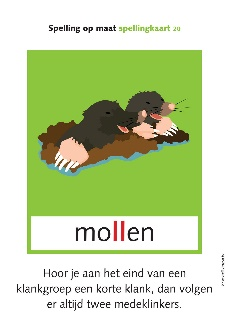 Spelling op maat spellingkaart 20
mollen
Hoor je aan het eind van een
klankgroep een korte klank, dan volgen
er altijd twee medeklinkers.